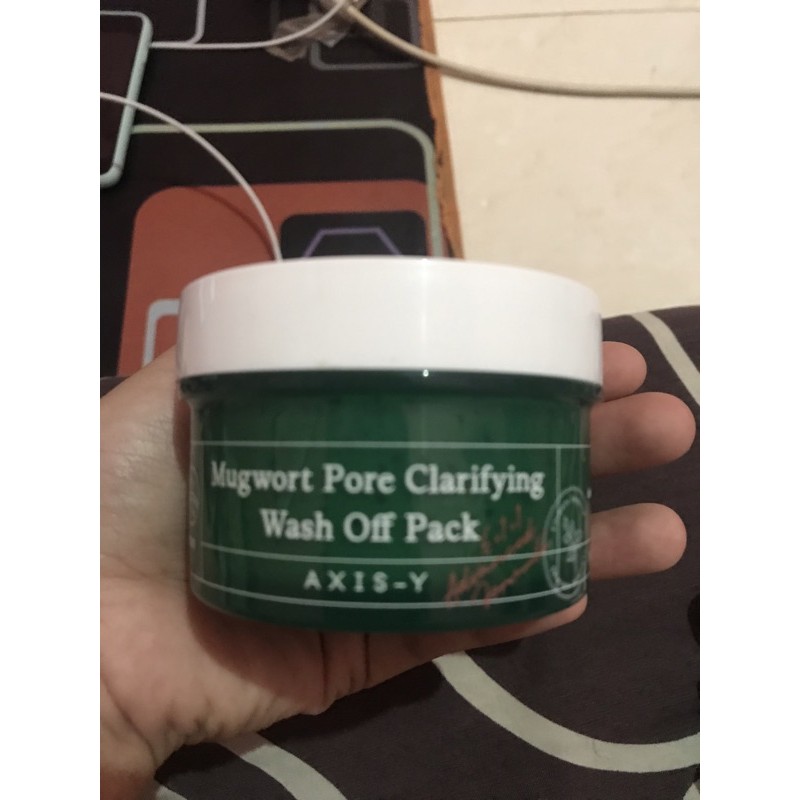 Mugwort Pore Clarifying
Wash Off Pack
AXIS-Y